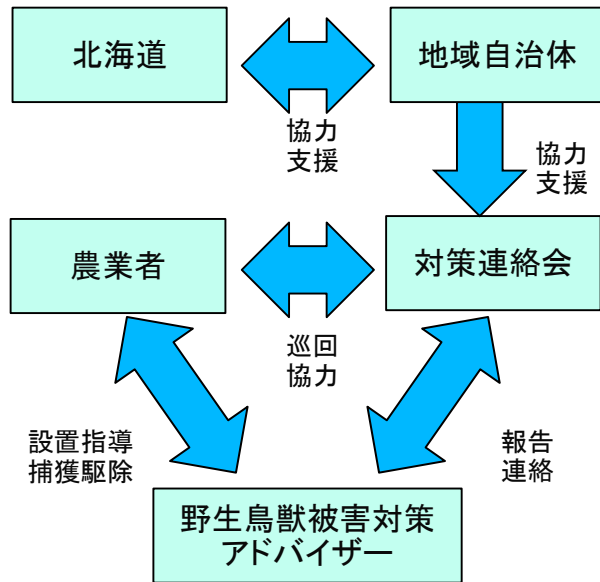 北海道
地域自治体
協力
支援
協力
支援
農業者
対策連絡会
巡回
協力
設置指導
捕獲駆除
報告
連絡
野生鳥獣被害対策
アドバイザー